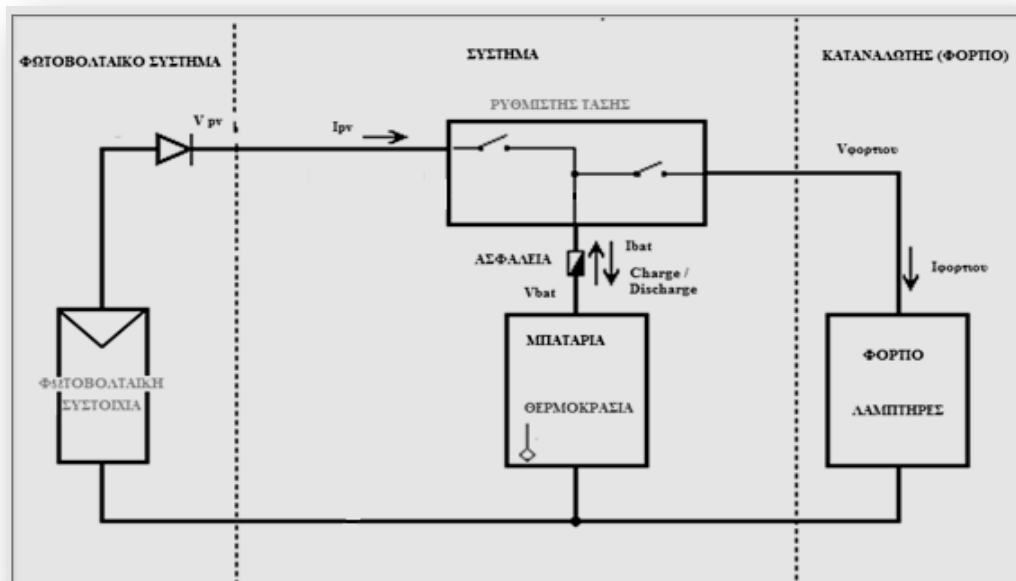 ΦΩΤΟΒΟΛΤΑΙΚΟ ΣΥΣΤΗΜΑ
ΣΥΣΤΗΜΑ
ΚΑΤΑΝΑΛΩΤΗΣ (ΦΟΡΤΙΟ)
ΡΥΘΜΙΣΤΗΣ ΤΑΣΗΣ
V pv
Ipv
Vφορτιου
ΑΣΦΑΛΕΙΑ
Ibat
Charge /
Discharge
Vbat
Iφορτιου
ΜΠΑΤΑΡΙΑ
ΘΕΡΜΟΚΡΑΣΙΑ
ΦΩΤΟΒΟΛΤΑΙΚΗ
ΣΥΣΤΟΙΧΙΑ
ΦΟΡΤΙΟ
ΛΑΜΠΤΗΡΕΣ